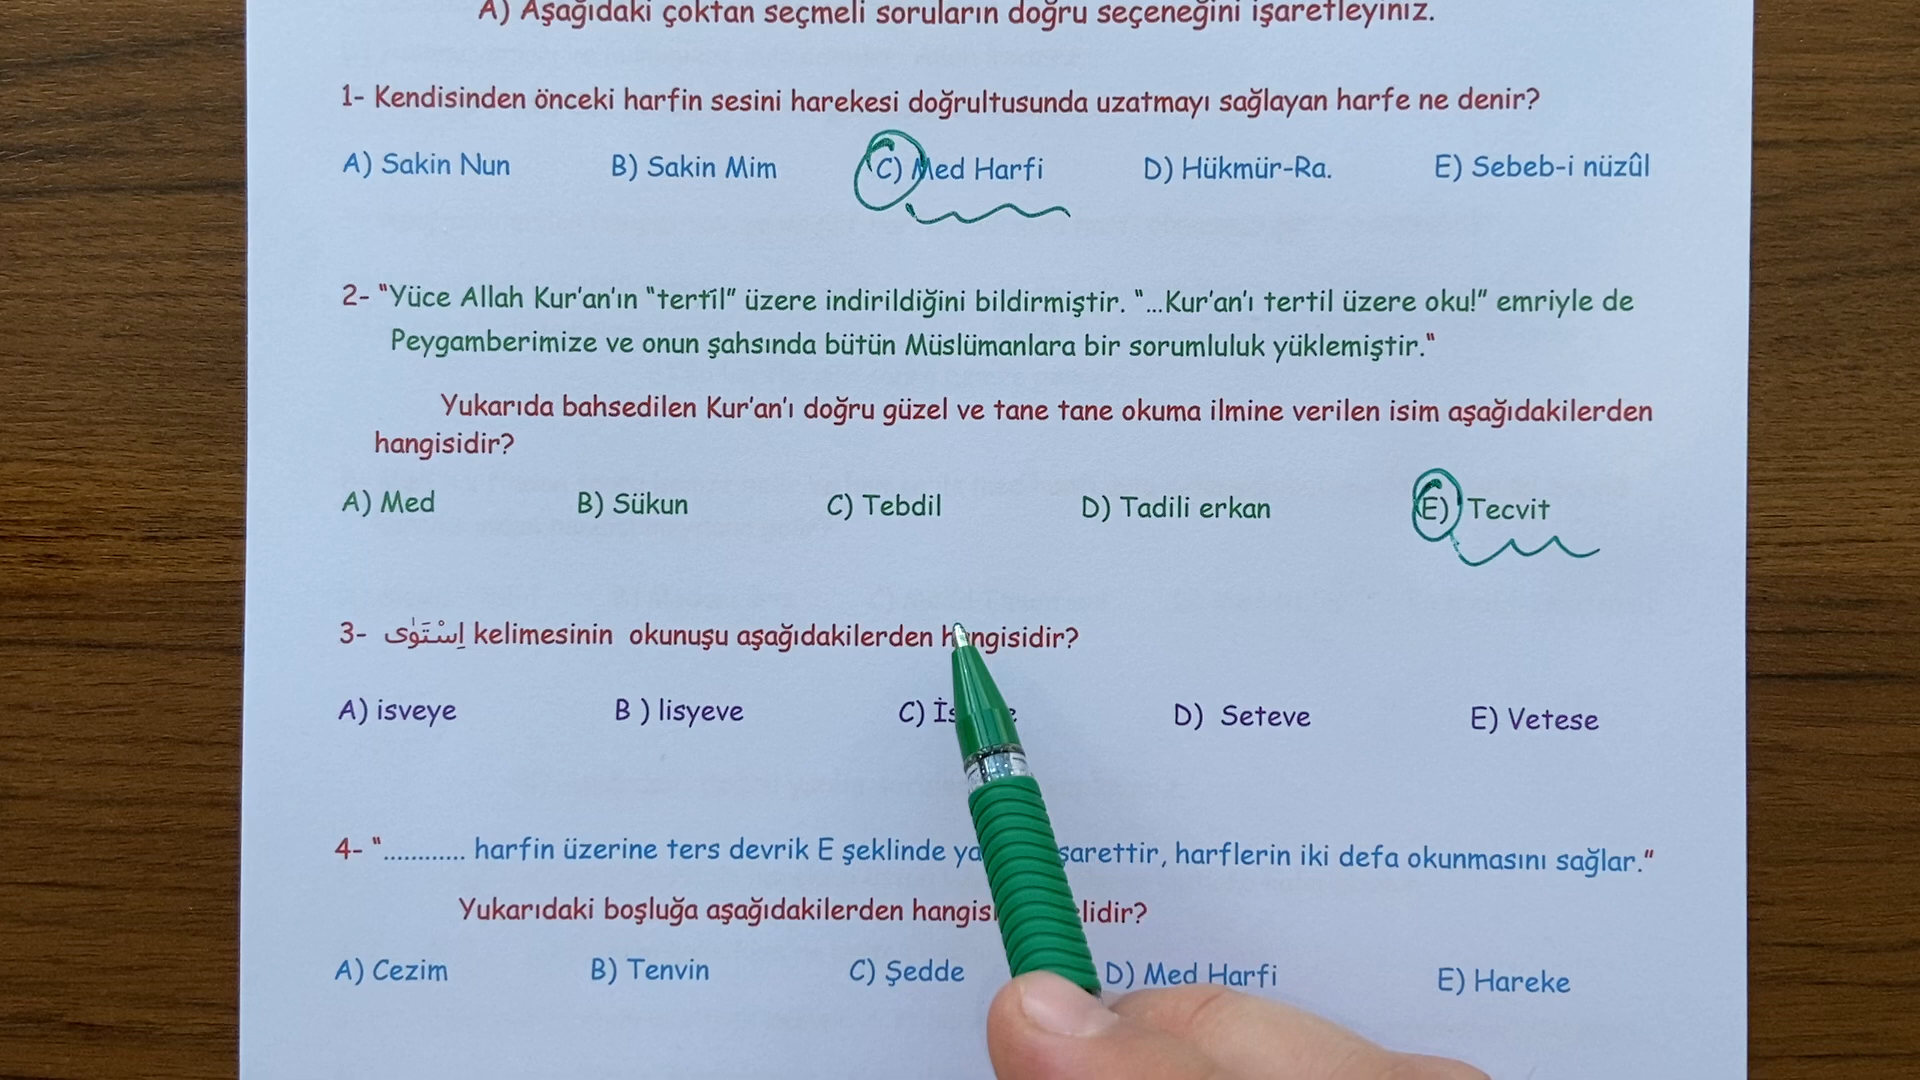 A) Aşağıdaki çoktan seçmeli soruların doğru seçeneğini işaretleyiniz.
1- Kendisinden önceki harfin sesini harekesi doğrultusunda uzatmayı sağlayan harfe ne denir?
A) Sakin Nun B) Sakin Mim C) Med Harfi D) Hükmür-Ra. E) Sebeb-i nüzûl
2- "Yüce Allah Kur'an'ın "tertîl" üzere indirildiğini bildirmiştir. "...Kur'an'ı tertil üzere oku!" emriyle de
Peygamberimize ve onun şahsında bütün Müslümanlara bir sorumluluk yüklemiştir."
Yukarıda bahsedilen Kur'an'ı doğru güzel ve tane tane okuma ilmine verilen isim aşağıdakilerden
hangisidir?
A) Med B) Sükun C) Tebdil D) Tadili erkan E) Tecvit
3- اِسْتَوٰى kelimesinin okunuşu aşağıdakilerden hangisidir?
A) isveye B ) lisyeve C) D) Seteve E) Vetese
4- "............ harfin üzerine ters devrik E şeklinde harflerin iki defa okunmasını sağlar."
Yukarıdaki boşluğa aşağıdakilerden
A) Cezim B) Tenvin C) Şedde D) Med Harfi E) Hareke